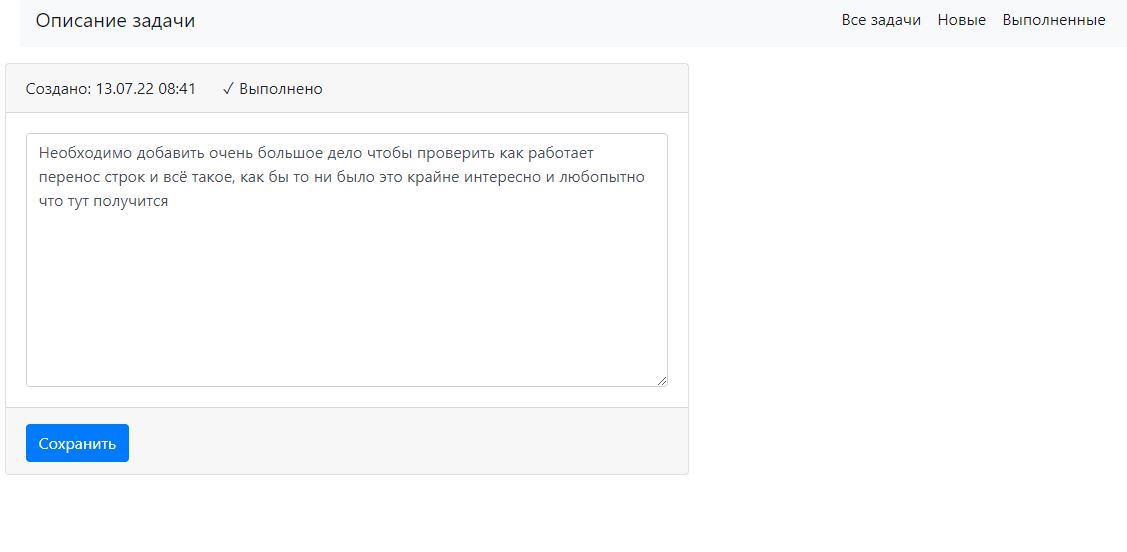 Описание задачи
Все задачи Новые Выполненные
Создано: 13.07.22 08:41 ✓ Выполнено
Необходимо добавить очень большое дело чтобы проверить как работает
перенос строк и всё такое, как бы то ни было это крайне интересно и любопытно
что тут получится
Сохранить